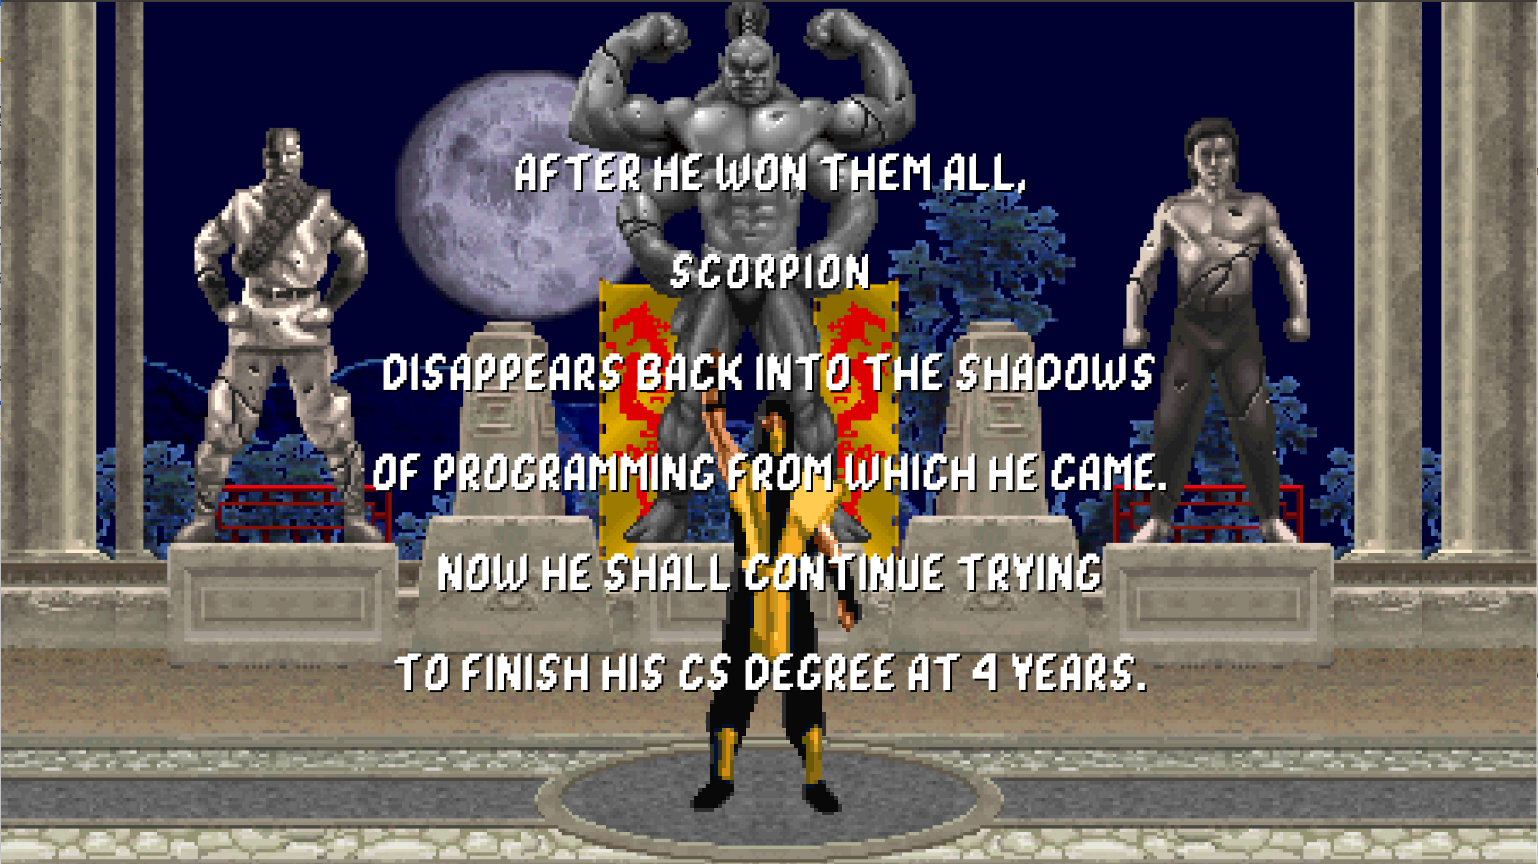 AFTER HE WON THEM ALL,
SCORPION
DISAPPEARS BACK INTO THE SHADOWS
OF PROGRAMMING FROM WHICH HE CAME.
NOW HE SHALL CONTINUE TRYING
TO FINISH HIS CS DEGREE AT 4 YEARS.